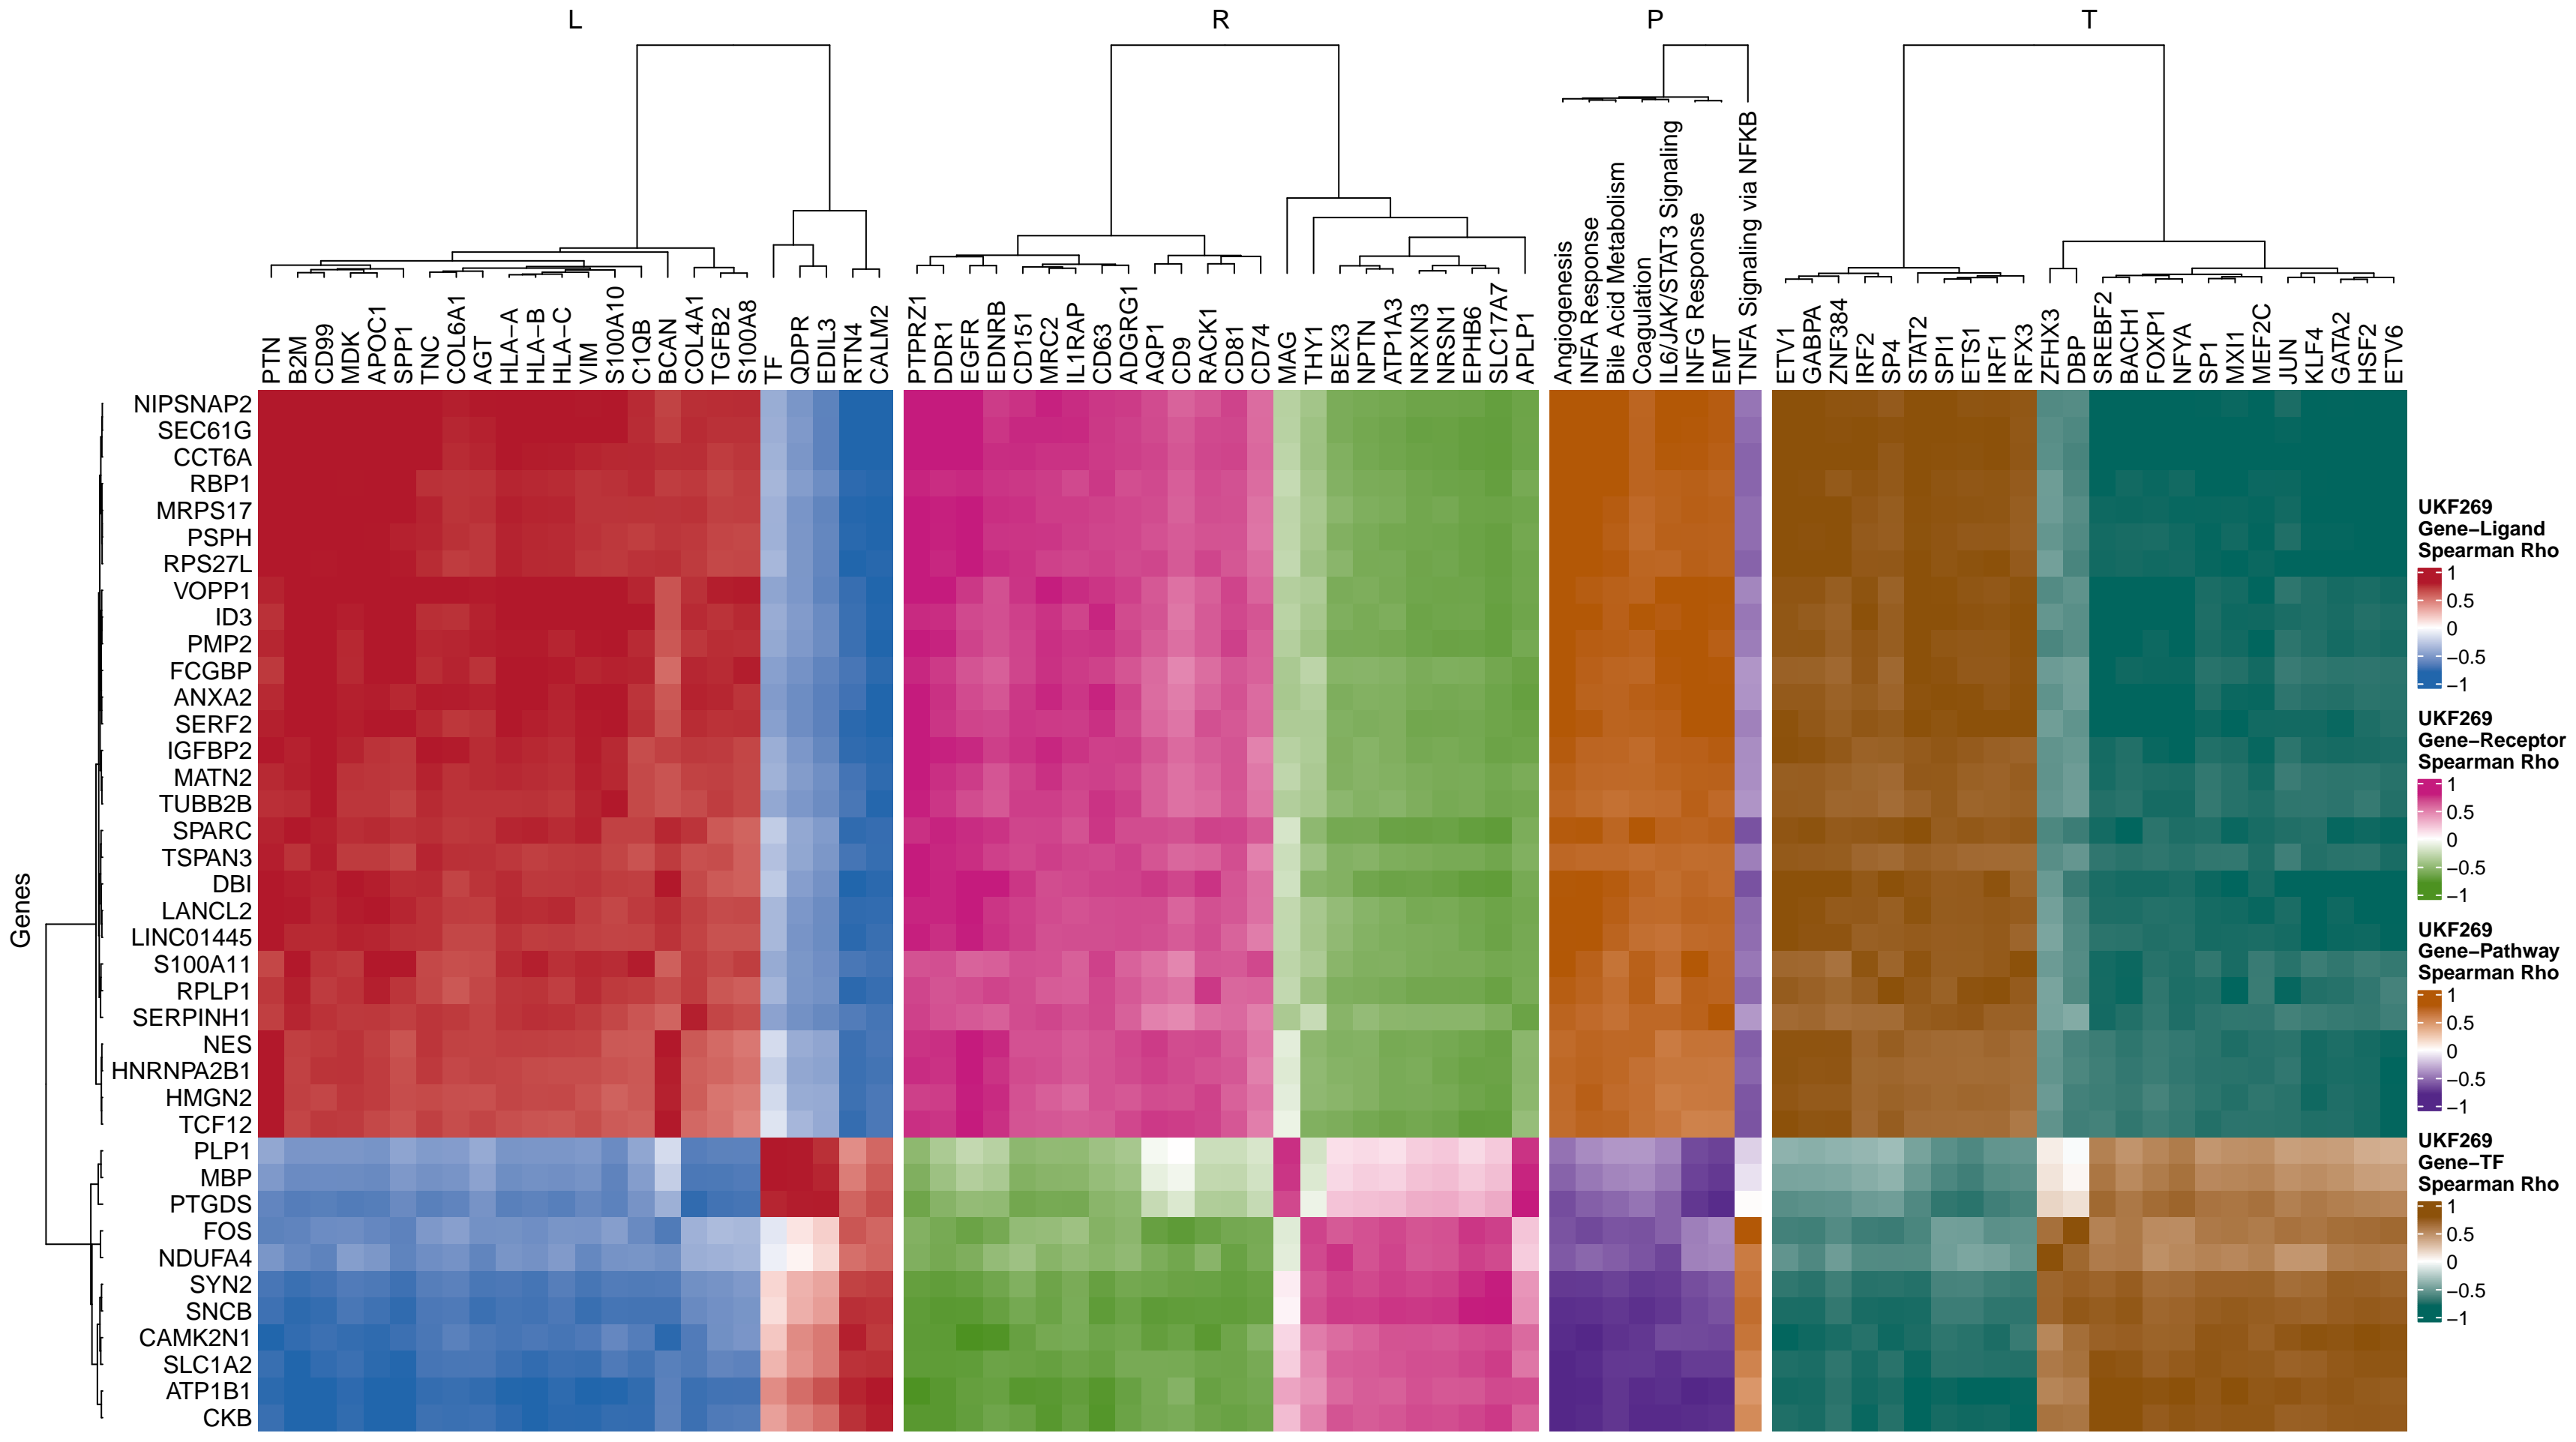 L R P T
PTN
B2M
CD99
MDK
APOC1
SPP1
TNC
COL6A1
AGT
HLA−A
HLA−B
HLA−C
VIM
S100A10
C1QB
BCAN
COL4A1
TGFB2
S100A8
TF
QDPR
EDIL3
RTN4
CALM2
PTPRZ1
DDR1
EGFR
EDNRB
CD151
MRC2
IL1RAP
CD63
ADGRG1
AQP1
CD9
RACK1
CD81
CD74
MAG
THY1
BEX3
NPTN
ATP1A3
NRXN3
NRSN1
EPHB6
SLC17A7
APLP1
Angiogenesis
INFA Response
Bile Acid Metabolism
Coagulation
IL6/JAK/STAT3 Signaling
INFG Response
EMT
TNFA Signaling via NFKB
ETV1
GABPA
ZNF384
IRF2
SP4
STAT2
SPI1
ETS1
IRF1
RFX3
ZFHX3
DBP
SREBF2
BACH1
FOXP1
NFYA
SP1
MXI1
MEF2C
JUN
KLF4
GATA2
HSF2
ETV6
Genes
NIPSNAP2
SEC61G
CCT6A
RBP1
MRPS17
PSPH
RPS27L
VOPP1
ID3
PMP2
FCGBP
ANXA2
SERF2
IGFBP2
MATN2
TUBB2B
SPARC
TSPAN3
DBI
LANCL2
LINC01445
S100A11
RPLP1
SERPINH1
NES
HNRNPA2B1
HMGN2
TCF12
PLP1
MBP
PTGDS
FOS
NDUFA4
SYN2
SNCB
CAMK2N1
SLC1A2
ATP1B1
CKB
UKF269
Gene−Ligand
Spearman Rho
1
0.5
0
−0.5
−1
UKF269
Gene−Receptor
Spearman Rho
1
0.5
0
−0.5
−1
UKF269
Gene−Pathway
Spearman Rho
1
0.5
0
−0.5
−1
UKF269
Gene−TF
Spearman Rho
1
0.5
0
−0.5
−1